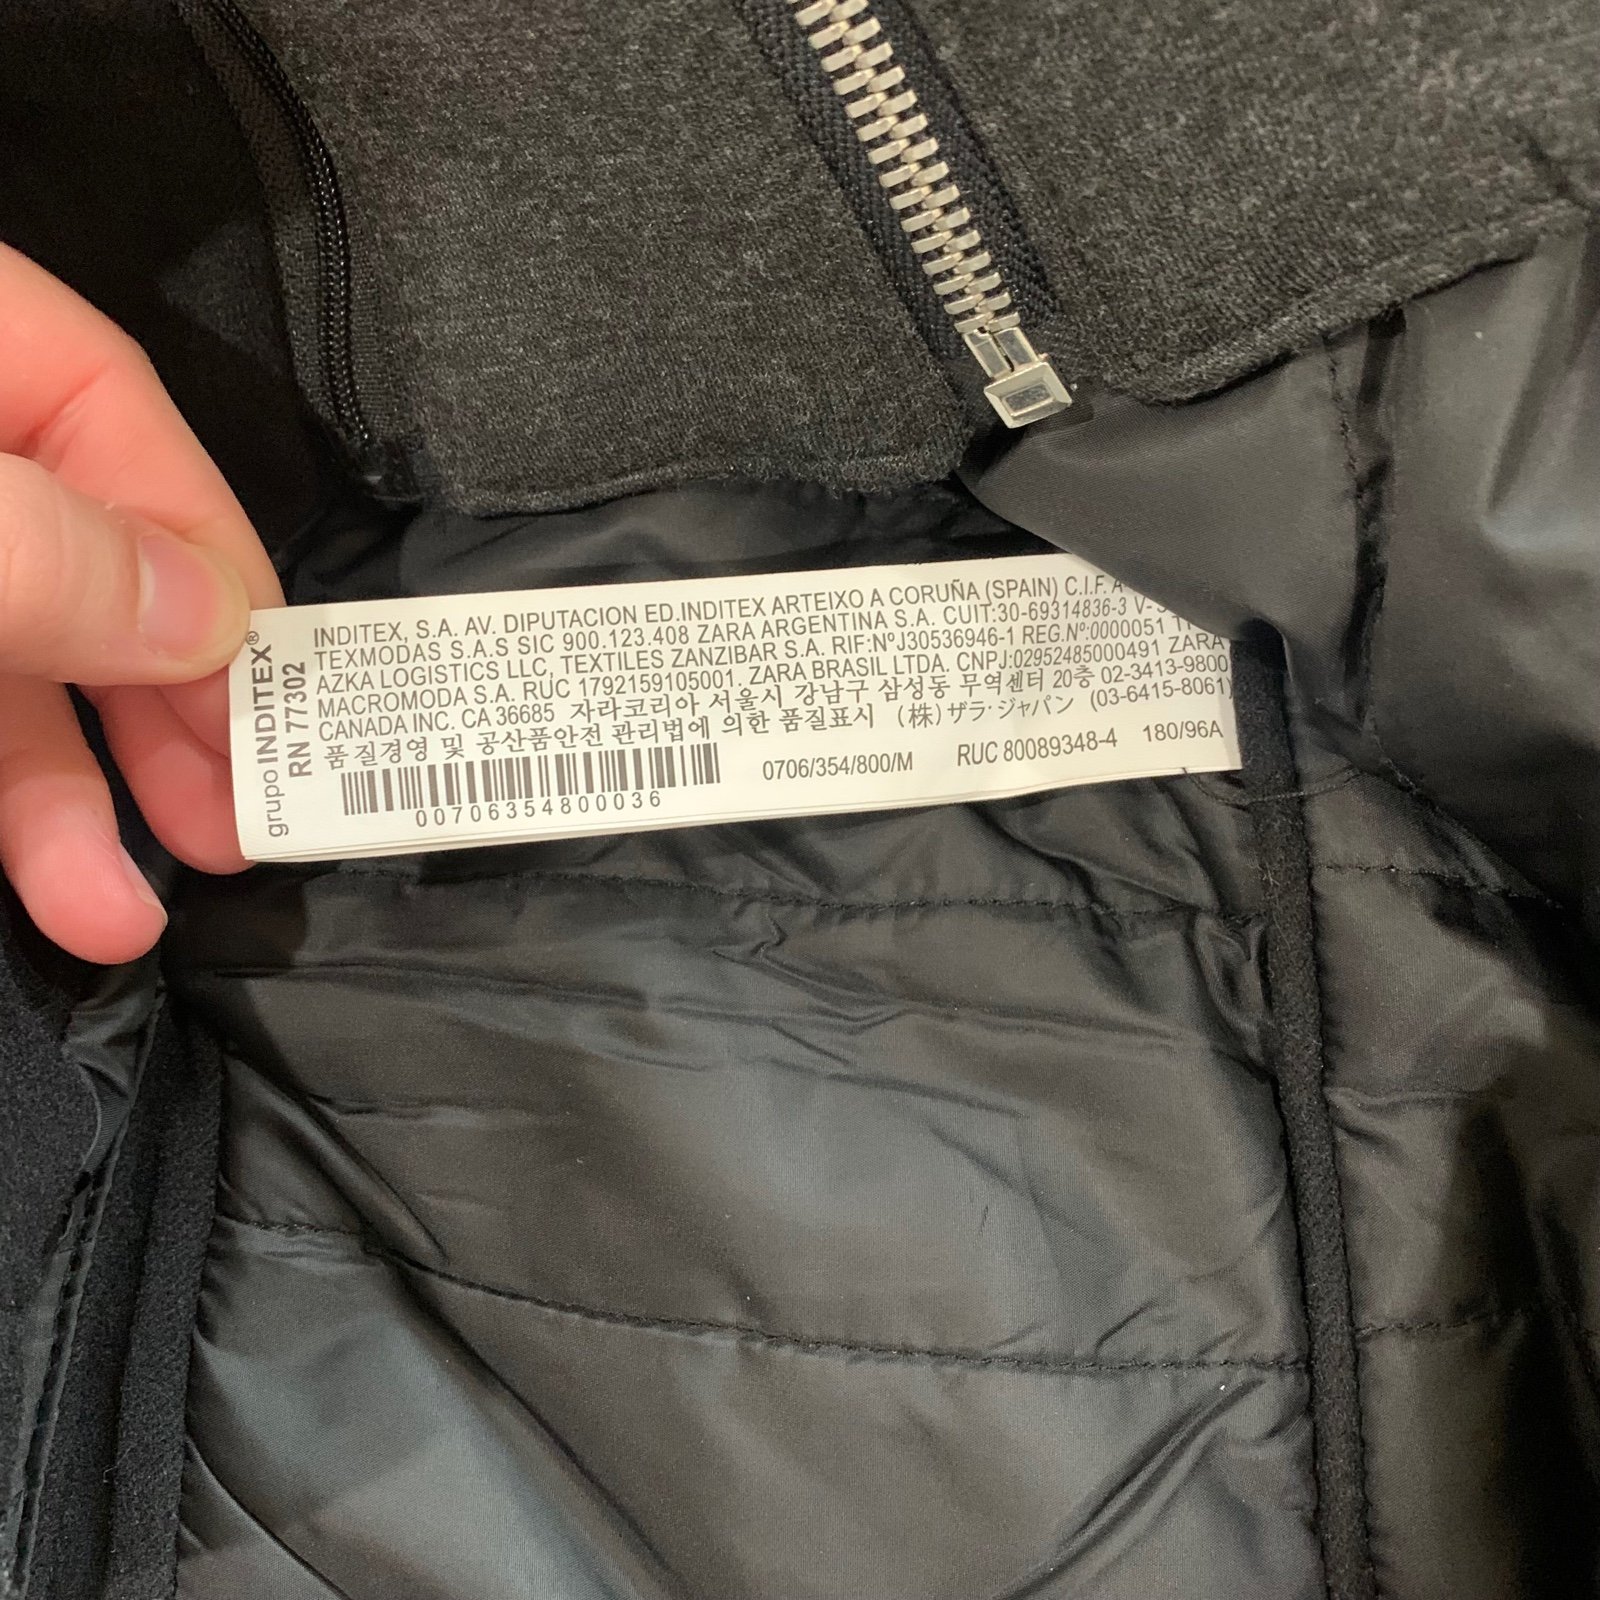 grupo INDITEX®
RN 77302
INDITEX, S.A. AV. DIPUTACION ED.INDITEX ARTEIXO A CORUÑA (SPAIN) C.I.F.
TEXMODAS S.A.S SIC 900.123.408 ZARA ARGENTINA S.A. CUIT:30-69314836-3 V-
AZKA LOGISTICS LLC, TEXTILES ZANZIBAR S.A. RIF:NºJ30536946-1 REG.Nº:0000051
MACROMODA S.A. RUC 1792159105001. ZARA BRASIL LTDA. CNPJ:02952485000491 ZARA
CANADA INC. CA 36685 자라코리아 서울시 강남구 삼성동 무역센터 20층 02-3413-9800
품질경영 및 공산품안전 관리법에 의한 품질표시 (株)ザラ・ジャパン (03-6415-8061)
00706354800036
0706/354/800/M RUC 80089348-4 180/96A